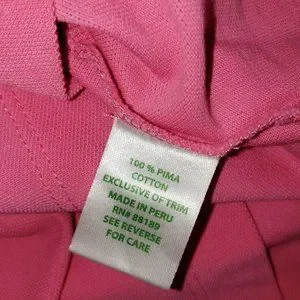 100% PIMA
COTTON
EXCLUSIVE OF TRIM
MADE IN PERU
RN# 88189
SEE REVERSE
FOR CARE